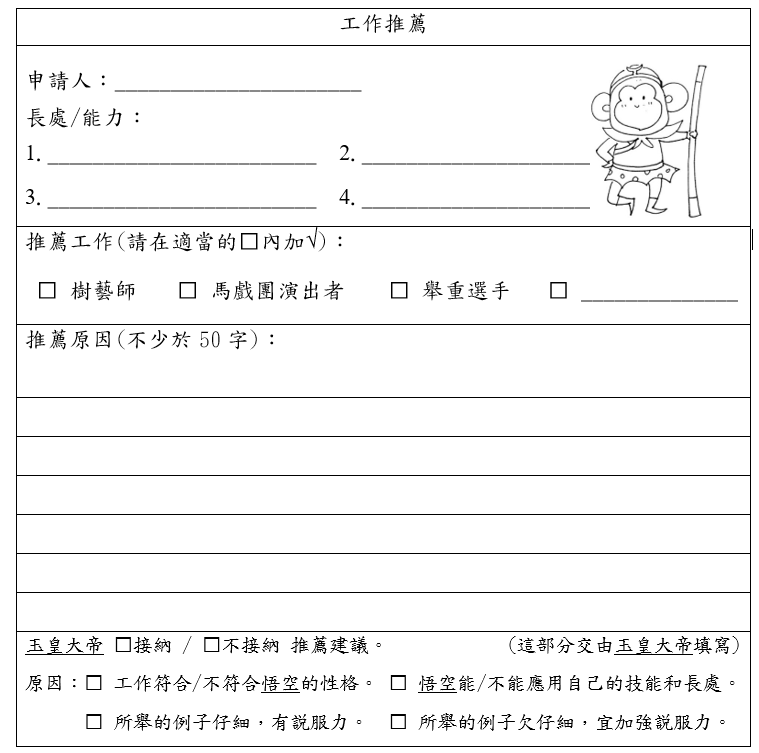 工作推薦
申請人：______________________
長處/能力：
1. ________________________ 2. ____________________
3. ________________________ 4. ____________________
推薦工作(請在適當的□內加√)：
□ 樹藝師 □ 馬戲團演出者 □ 舉重選手 □ ______________
推薦原因(不少於 50 字)：
玉皇大帝 □接納 / □不接納 推薦建議。 (這部分交由玉皇大帝填寫)
原因：□ 工作符合/不符合悟空的性格。 □ 悟空能/不能應用自己的技能和長處。
□ 所舉的例子仔細，有說服力。 □ 所舉的例子欠仔細，宜加強說服力。